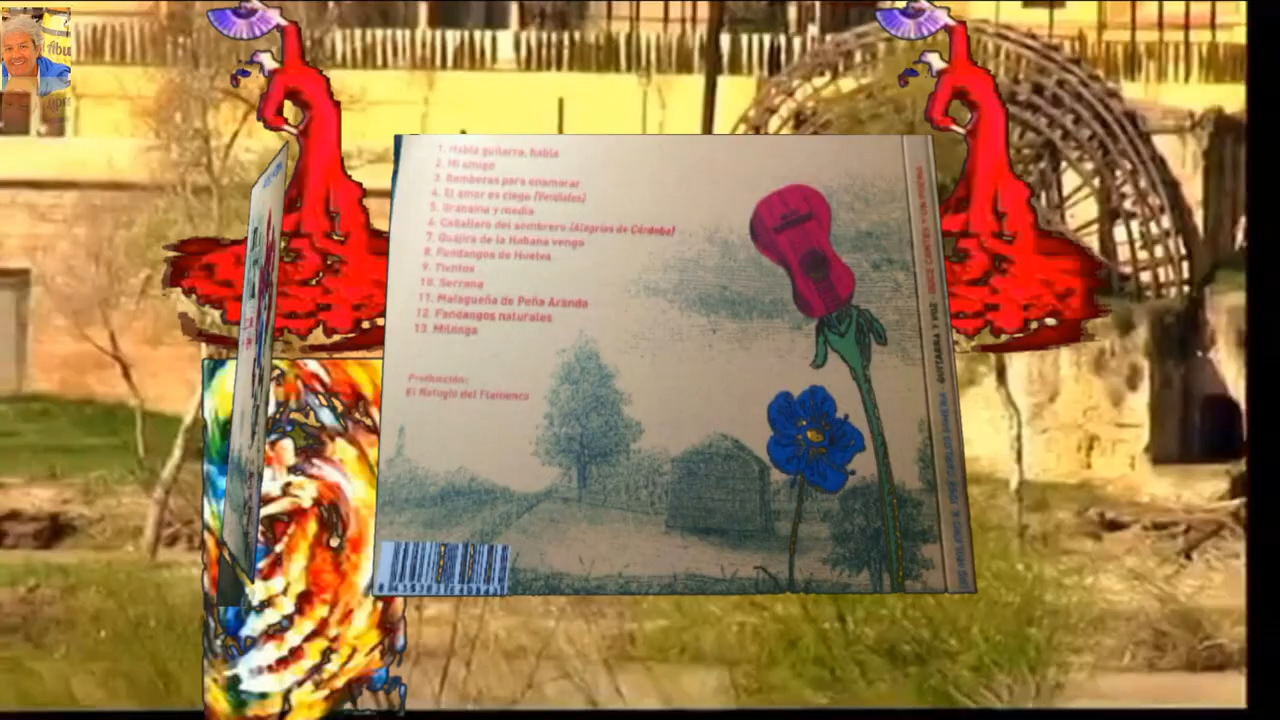 1. Habla guitarra, habla
2. Mi amigo
3. Bamberas para enamorar
4. El amor es ciego (Verdiales)
5. Granaína y media
6. Caballero del sombrero (Alegrías de Córdoba)
7. Guajira de la Habana vengo
8. Fandangos de Huelva
9. Tientos
10. Serrana
11. Malagueña de Peña Aranda
12. Fandangos naturales
13. Milonga
Producción:
El Refugio del Flamenco
GUITARRA Y VOZ